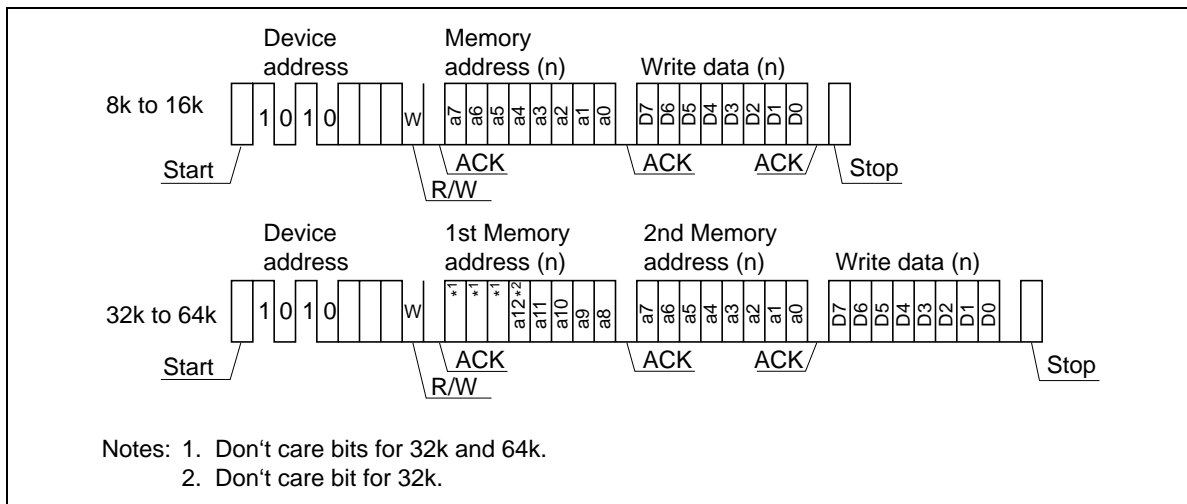 Device address
Memory address (n)
Write data (n)
8k to 16k
1 0 1 0 W a7 a6 a5 a4 a3 a2 a1 a0 D7 D6 D5 D4 D3 D2 D1 D0
Start
ACK
ACK
ACK
Stop
R/W
Device address
1st Memory address (n)
2nd Memory address (n)
Write data (n)
32k to 64k
1 0 1 0 W *1 *1 *1 a12*2 a11 a10 a9 a8 a7 a6 a5 a4 a3 a2 a1 a0 D7 D6 D5 D4 D3 D2 D1 D0
Start
ACK
ACK
ACK
Stop
R/W
Notes: 1. Don't care bits for 32k and 64k.
2. Don't care bit for 32k.